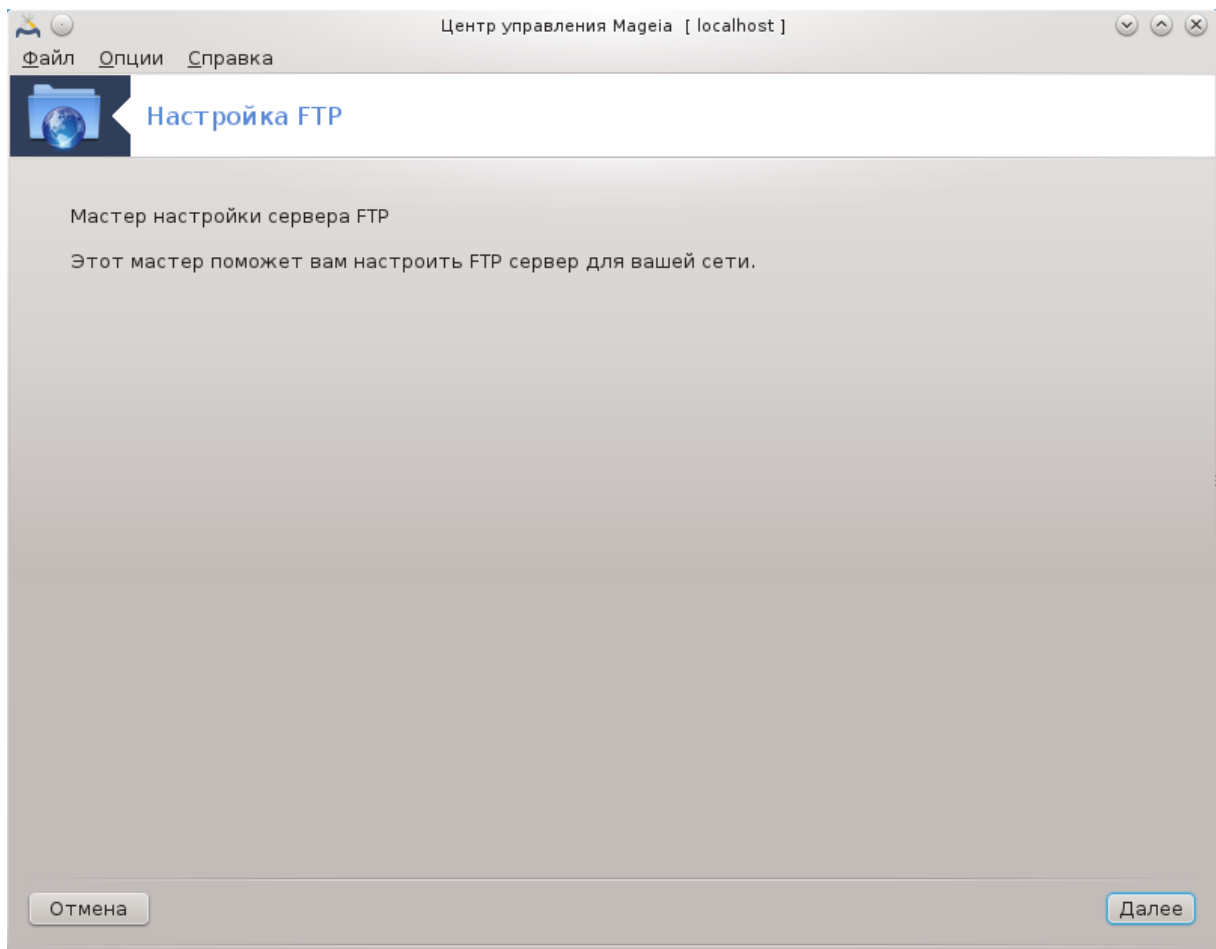 Центр управления Mageia [ localhost ]
Файл Опции Справка
Настройка FTP
Мастер настройки сервера FTP
Этот мастер поможет вам настроить FTP сервер для вашей сети.
Отмена Далее